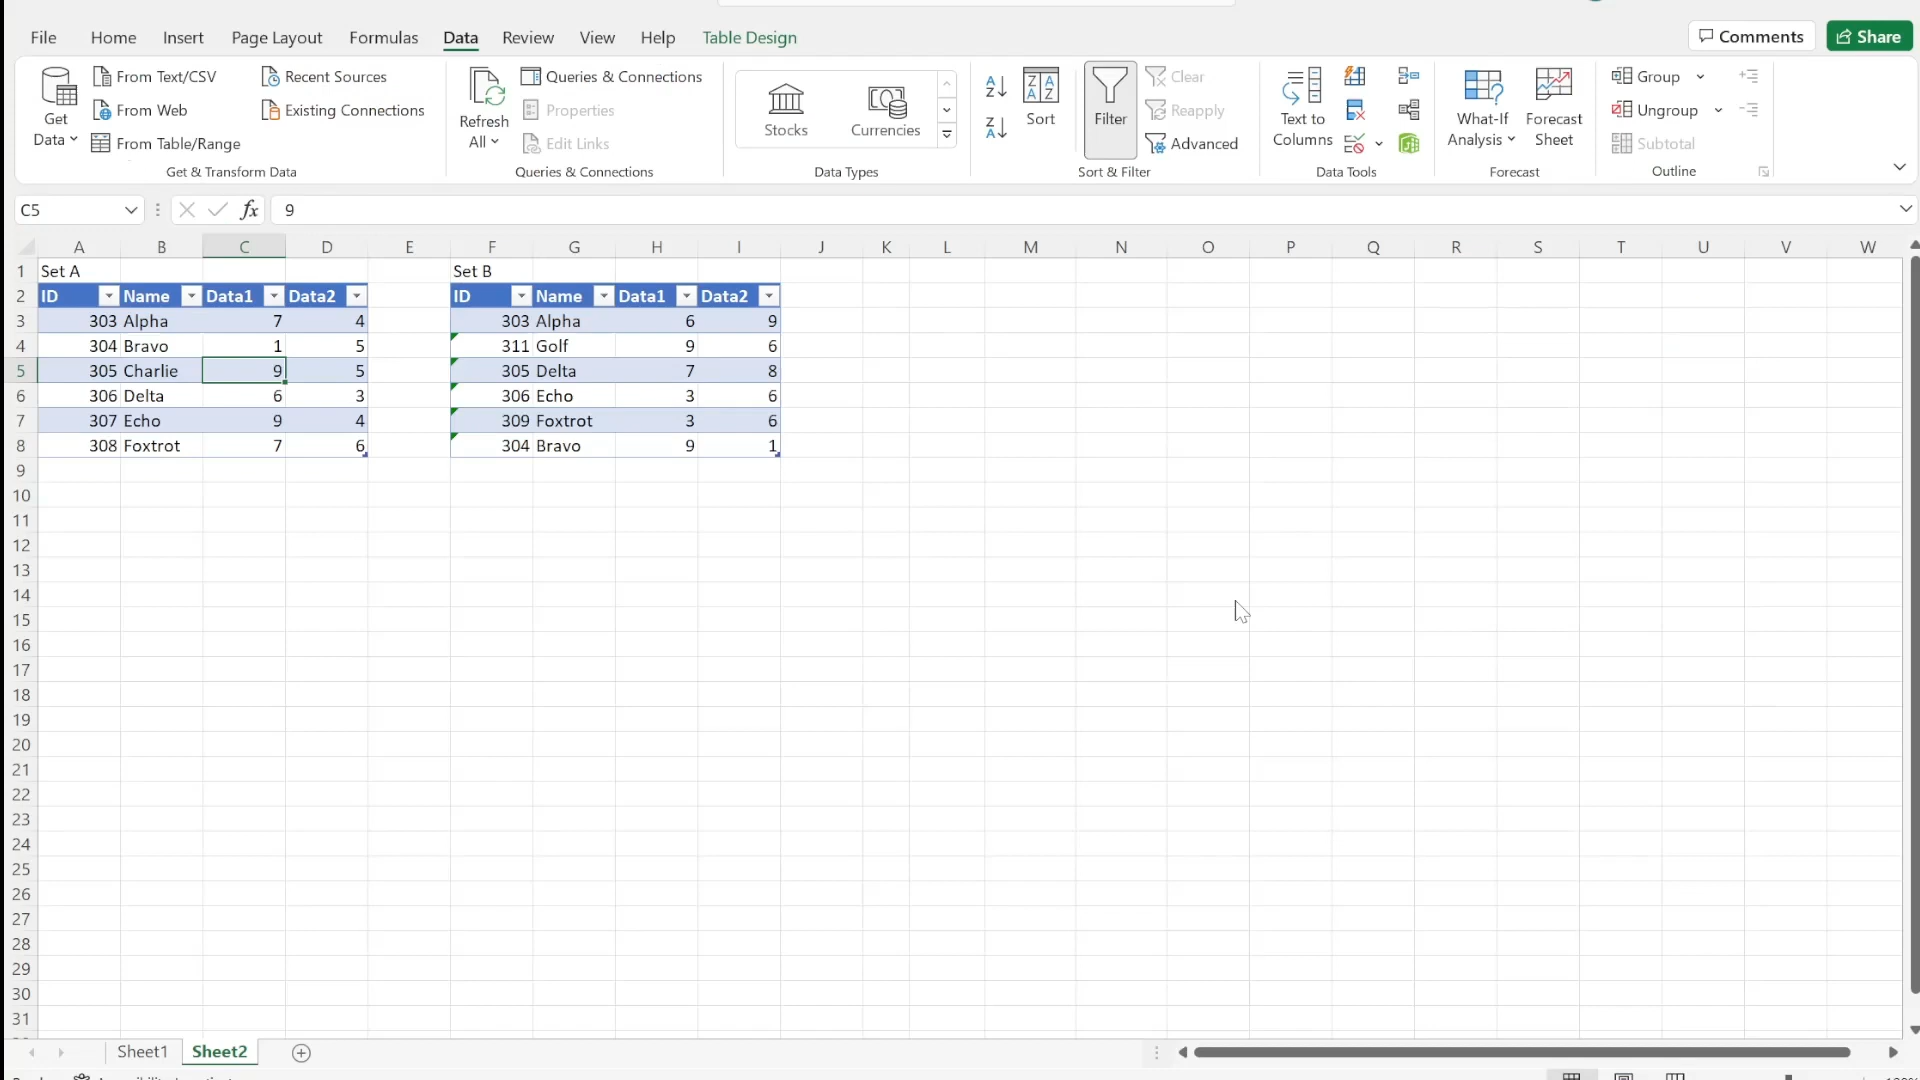 File Home Insert Page Layout Formulas Data Review View Help Table Design Comments Share
Get Data
From Text/CSV
From Web
From Table/Range
Recent Sources
Existing Connections
Get & Transform Data
Refresh All
Queries & Connections
Properties
Edit Links
Queries & Connections
Stocks Currencies
Data Types
Sort
Filter
Clear
Reapply
Advanced
Sort & Filter
Text to Columns
Data Tools
What-If Analysis
Forecast Sheet
Forecast
Group
Ungroup
Subtotal
Outline
C5 fx 9
A B C D E F G H I J K L M N O P Q R S T U V W
1 Set A Set B
2 ID Name Data1 Data2 ID Name Data1 Data2
3 303 Alpha 7 4 303 Alpha 6 9
4 304 Bravo 1 5 311 Golf 9 6
5 305 Charlie 9 5 305 Delta 7 8
6 306 Delta 6 3 306 Echo 3 6
7 307 Echo 9 4 309 Foxtrot 3 6
8 308 Foxtrot 7 6 304 Bravo 9 1
9
10
11
12
13
14
15
16
17
18
19
20
21
22
23
24
25
26
27
28
29
30
31
Sheet1 Sheet2